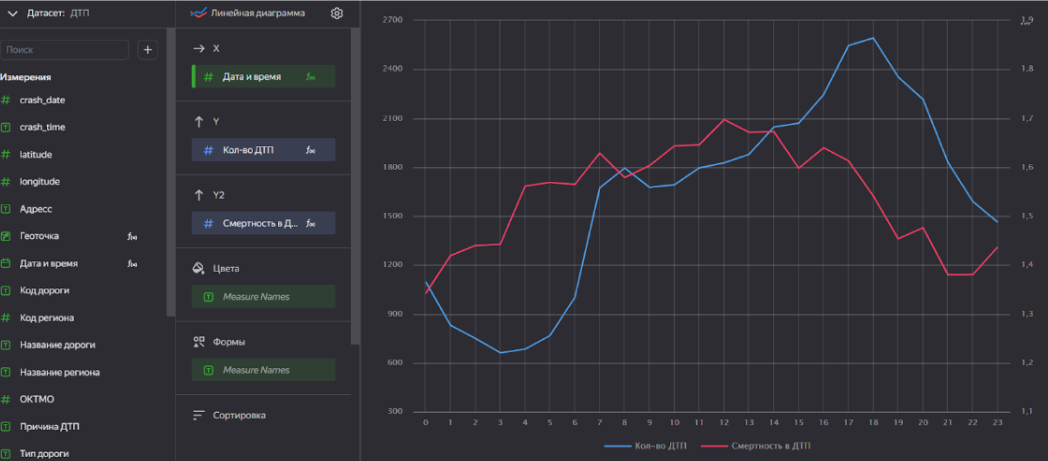 Датасет: ДТП
Поиск
+
Измерения
# crash_date
T crash_time
# latitude
# longitude
T Адрес
Геоточка f(x)
Дата и время f(x)
T Код дороги
# Код региона
T Название дороги
T Название региона
# ОКТМО
T Причина ДТП
T Тип дороги
Линейная диаграмма
X
# Дата и время f(x)
Y
# Кол-во ДТП f(x)
Y2
# Смертность в Д... f(x)
Цвета
T Measure Names
Формы
T Measure Names
Сортировка
2700
2400
2100
1800
1500
1200
900
600
300
1,9
1,8
1,7
1,6
1,5
1,4
1,3
1,2
1,1
0 1 2 3 4 5 6 7 8 9 10 11 12 13 14 15 16 17 18 19 20 21 22 23
Кол-во ДТП Смертность в ДТП